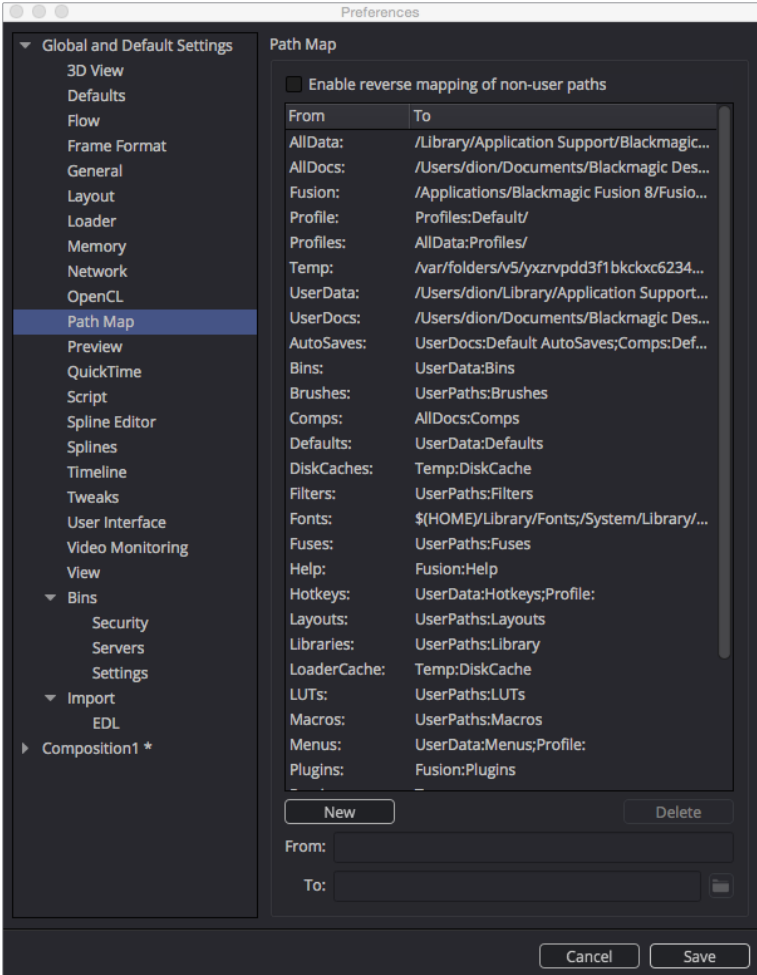 Preferences
Global and Default Settings
3D View
Defaults
Flow
Frame Format
General
Layout
Loader
Memory
Network
OpenCL
Path Map
Preview
QuickTime
Script
Spline Editor
Splines
Timeline
Tweaks
User Interface
Video Monitoring
View
Bins
Security
Servers
Settings
Import
EDL
Composition1 *
Path Map
Enable reverse mapping of non-user paths
From To
AllData: /Library/Application Support/Blackmagic...
AllDocs: /Users/dion/Documents/Blackmagic Des...
Fusion: /Applications/Blackmagic Fusion 8/Fusio...
Profile: Profiles:Default/
Profiles: AllData:Profiles/
Temp: /var/folders/v5/yxzrvpdd3f1bkckxc6234...
UserData: /Users/dion/Library/Application Support...
UserDocs: /Users/dion/Documents/Blackmagic Des...
AutoSaves: UserDocs:Default AutoSaves;Comps:Def...
Bins: UserData:Bins
Brushes: UserPaths:Brushes
Comps: AllDocs:Comps
Defaults: UserData:Defaults
DiskCaches: Temp:DiskCache
Filters: UserPaths:Filters
Fonts: $(HOME)/Library/Fonts;/System/Library/...
Fuses: UserPaths:Fuses
Help: Fusion:Help
Hotkeys: UserData:Hotkeys;Profile:
Layouts: UserPaths:Layouts
Libraries: UserPaths:Library
LoaderCache: Temp:DiskCache
LUTs: UserPaths:LUTs
Macros: UserPaths:Macros
Menus: UserData:Menus;Profile:
Plugins: Fusion:Plugins
New Delete
From:
To:
Cancel Save